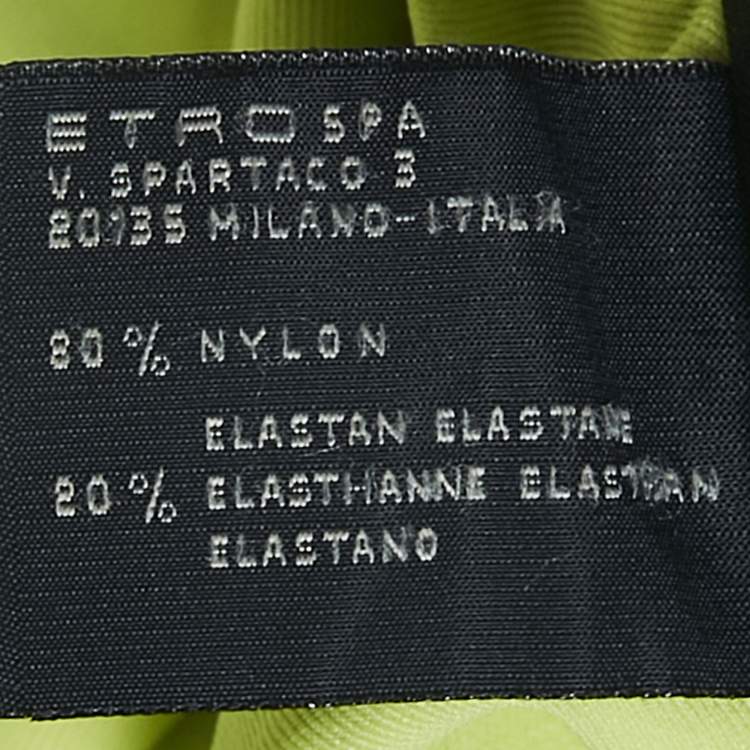 ETRO SPA
V. SPARTACO 3
20135 MILANO-ITALIA
80% NYLON
ELASTAN ELASTANE
20% ELASTHANNE ELASTAN
ELASTANO